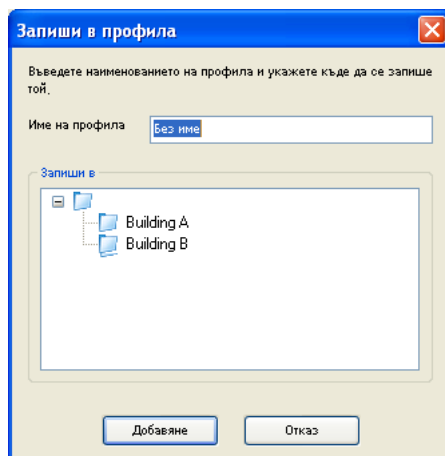 Запиши в профила
Въведете наименованието на профила и укажете къде да се запише
той.
Име на профила
Без име
Запиши в
Building A
Building B
Добавяне
Отказ